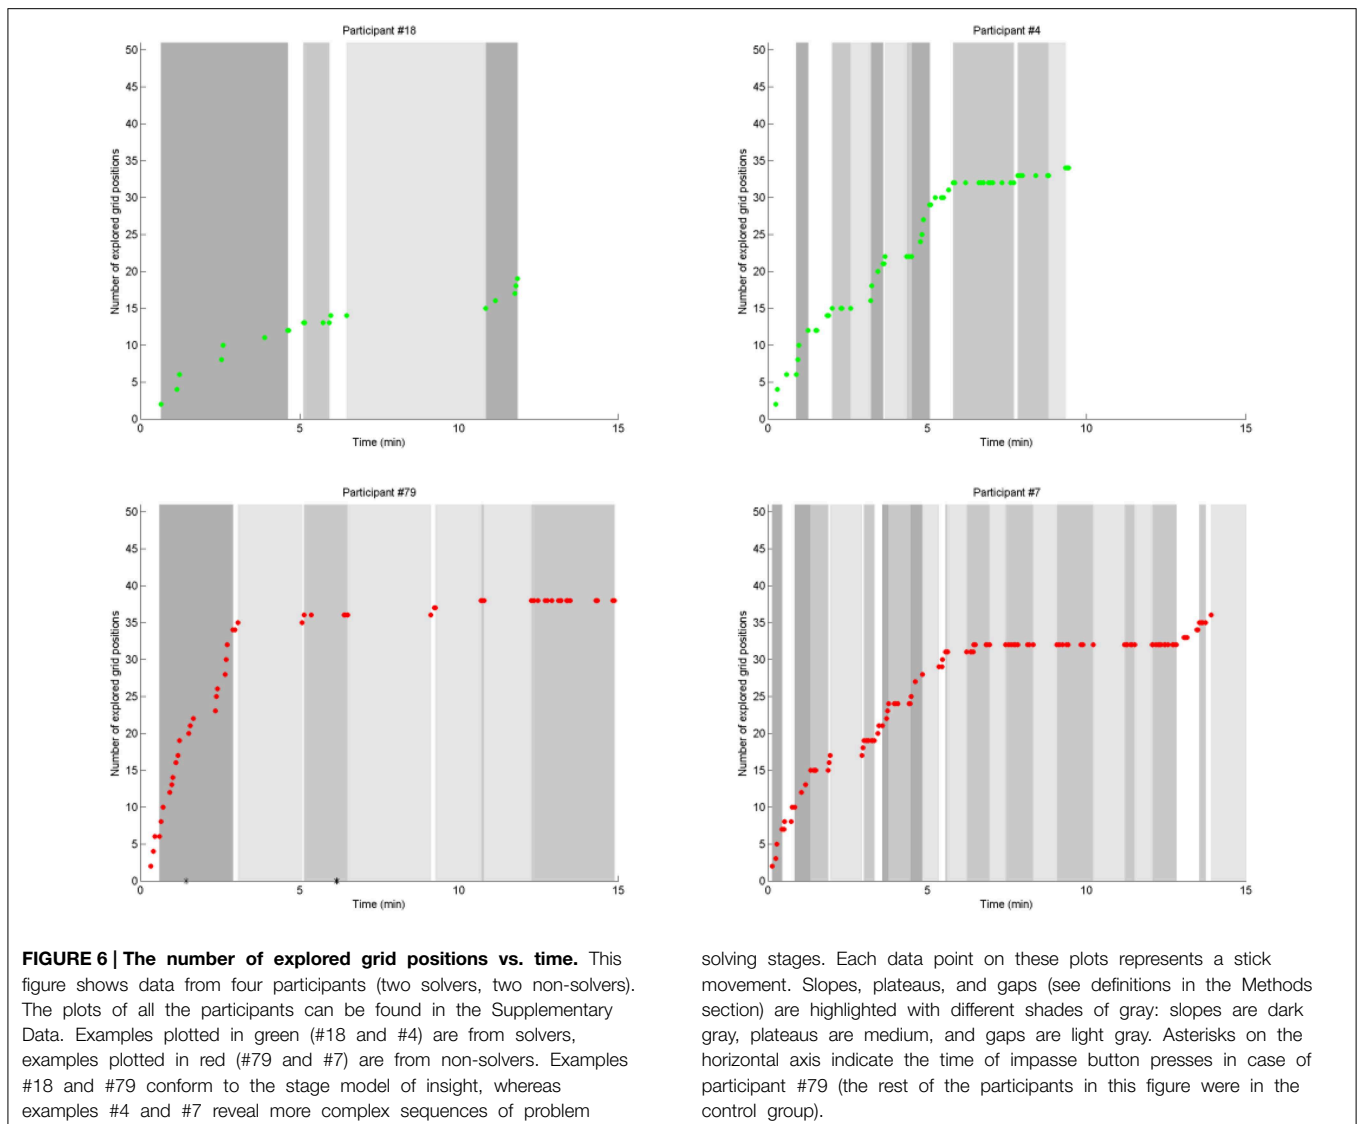 Participant #18
50
45
40
35
30
25
20
15
10
5
0
Number of explored grid positions
0 5 10 15
Time (min)
Participant #4
50
45
40
35
30
25
20
15
10
5
0
Number of explored grid positions
0 5 10 15
Time (min)
Participant #79
50
45
40
35
30
25
20
15
10
5
0
Number of explored grid positions
0 5 10 15
Time (min)
Participant #7
50
45
40
35
30
25
20
15
10
5
0
Number of explored grid positions
0 5 10 15
Time (min)
FIGURE 6 | The number of explored grid positions vs. time. This
figure shows data from four participants (two solvers, two non-solvers).
The plots of all the participants can be found in the Supplementary
Data. Examples plotted in green (#18 and #4) are from solvers,
examples plotted in red (#79 and #7) are from non-solvers. Examples
#18 and #79 conform to the stage model of insight, whereas
examples #4 and #7 reveal more complex sequences of problem
solving stages. Each data point on these plots represents a stick
movement. Slopes, plateaus, and gaps (see definitions in the Methods
section) are highlighted with different shades of gray: slopes are dark
gray, plateaus are medium, and gaps are light gray. Asterisks on the
horizontal axis indicate the time of impasse button presses in case of
participant #79 (the rest of the participants in this figure were in the
control group).